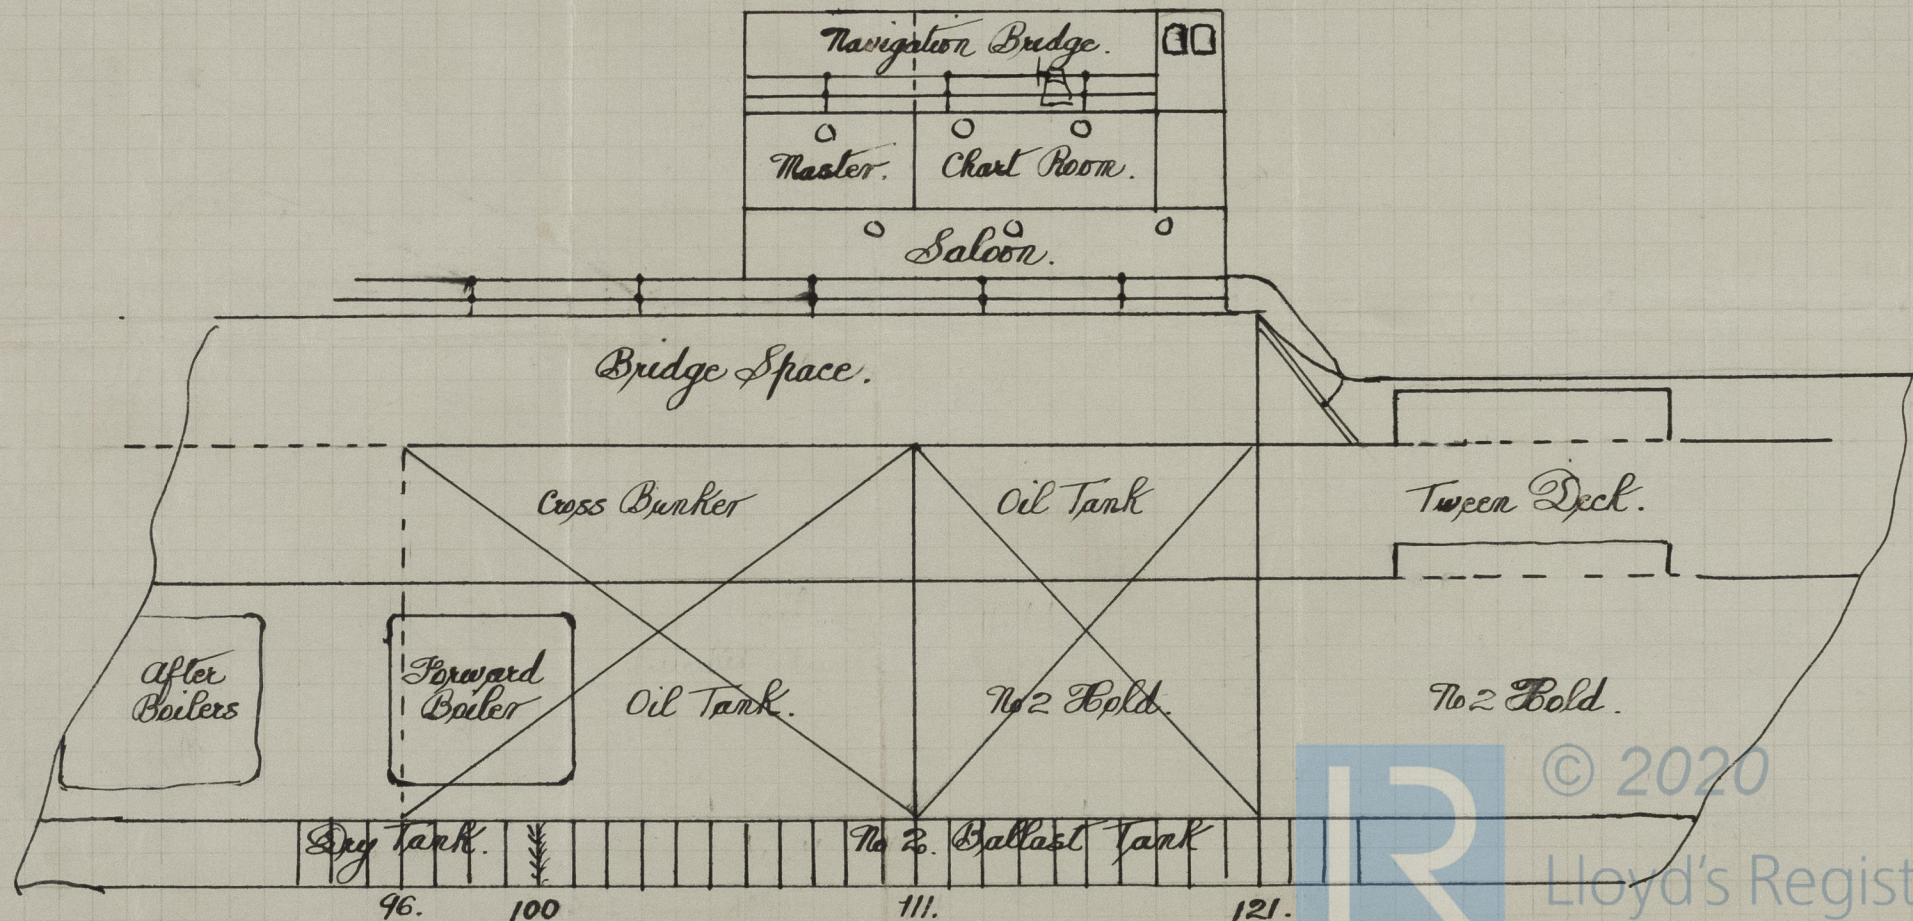 Navigation Bridge.
Master.
Chart Room.
Saloon.
Bridge Space.
Cross Bunker
Oil Tank
Tween Deck.
After
Boilers
Forward
Boiler
Oil Tank.
No 2 Hold.
No 2 Hold.
Dry Tank.
No 2. Ballast Tank
96.
100
111.
121.
© 2020
Lloyd's Regist